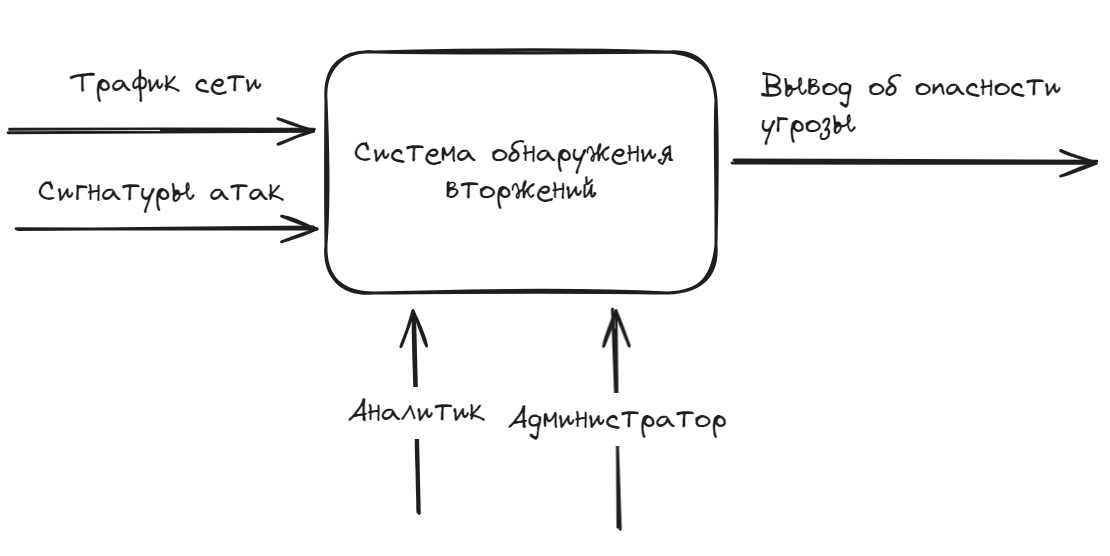 Трафик сети
Сигнатуры атак
Система обнаружения
вторжений
Вывод об опасности
угрозы
Аналитик
Администратор